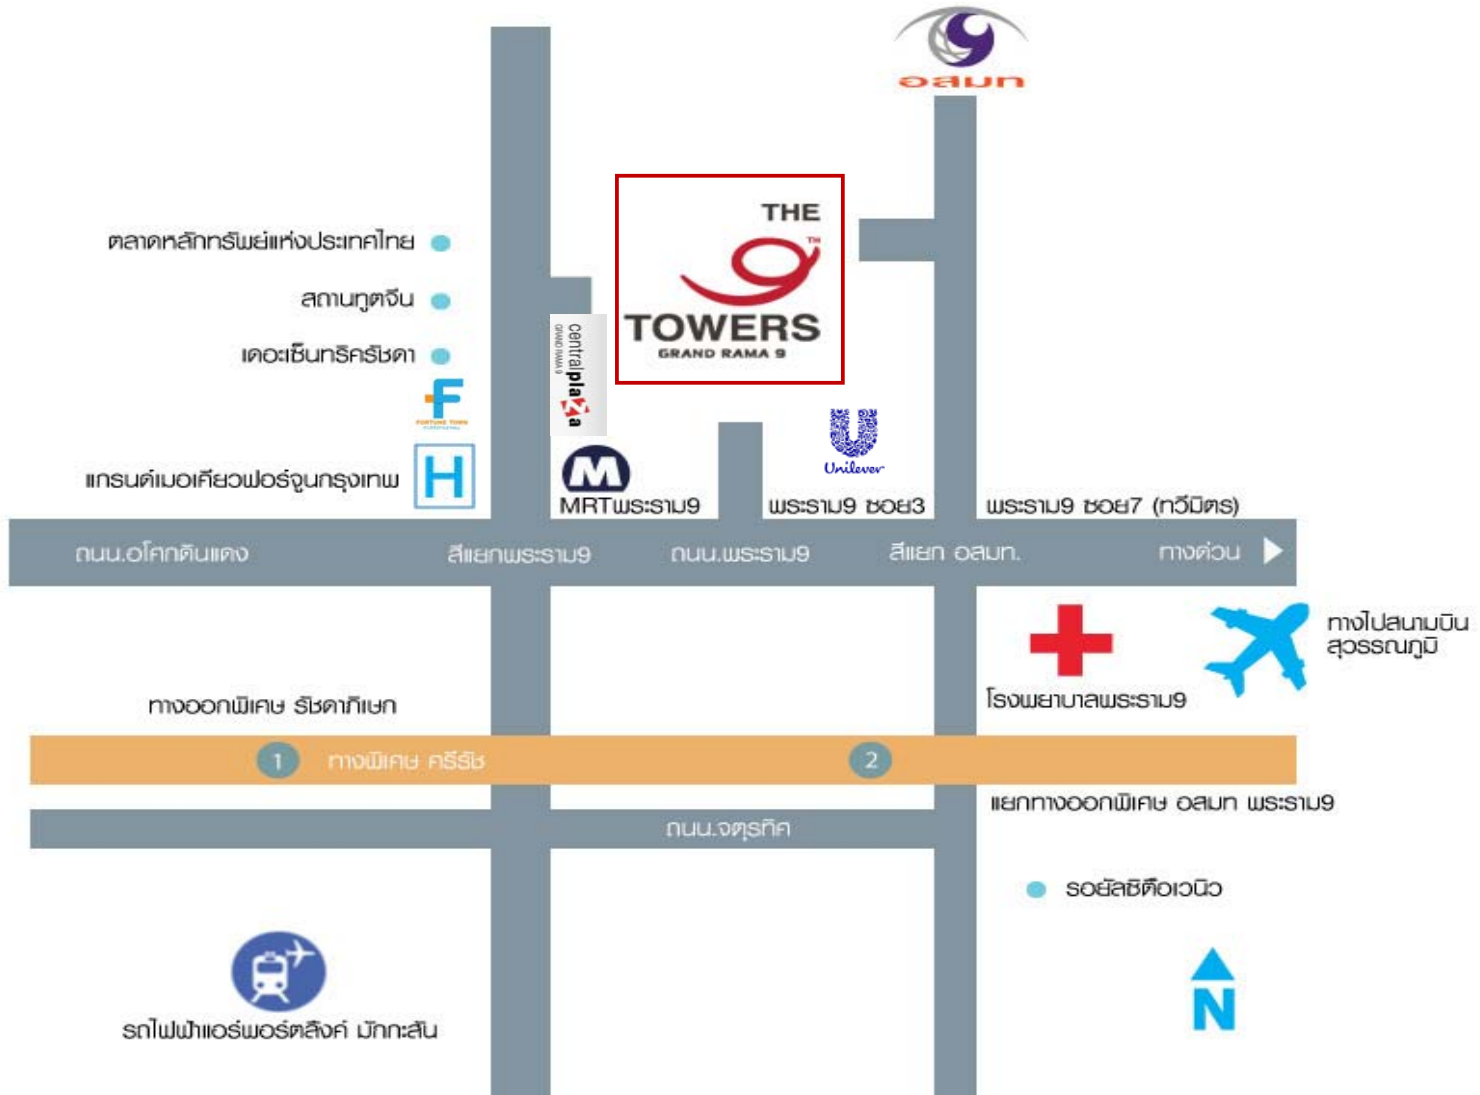 อสมท
THE
9 TM
TOWERS
GRAND RAMA 9
ตลาดหลักทรัพย์แห่งประเทศไทย
สถานทูตจีน
เดอะเซ็นทริครัชดา
centralplaza
GRAND RAMA 9
F
FORTUNE TOWN
Unilever
แกรนด์เมอเคียวฟอร์จูนกรุงเทพ
H
M
MRTพระราม9
พระราม9 ซอย3
พระราม9 ซอย7 (ทวีมิตร)
ถนน.อโศกดินแดง
สี่แยกพระราม9
ถนน.พระราม9
สี่แยก อสมท.
ทางด่วน
ทางไปสนามบิน
สุวรรณภูมิ
โรงพยาบาลพระราม9
ทางออกพิเศษ รัชดาภิเษก
1
ทางพิเศษ ศรีรัช
2
แยกทางออกพิเศษ อสมท พระราม9
ถนน.จตุรทิศ
รอยัลซิตี้อเวนิว
N
รถไฟฟ้าแอร์พอร์ตลิงค์ มักกะสัน